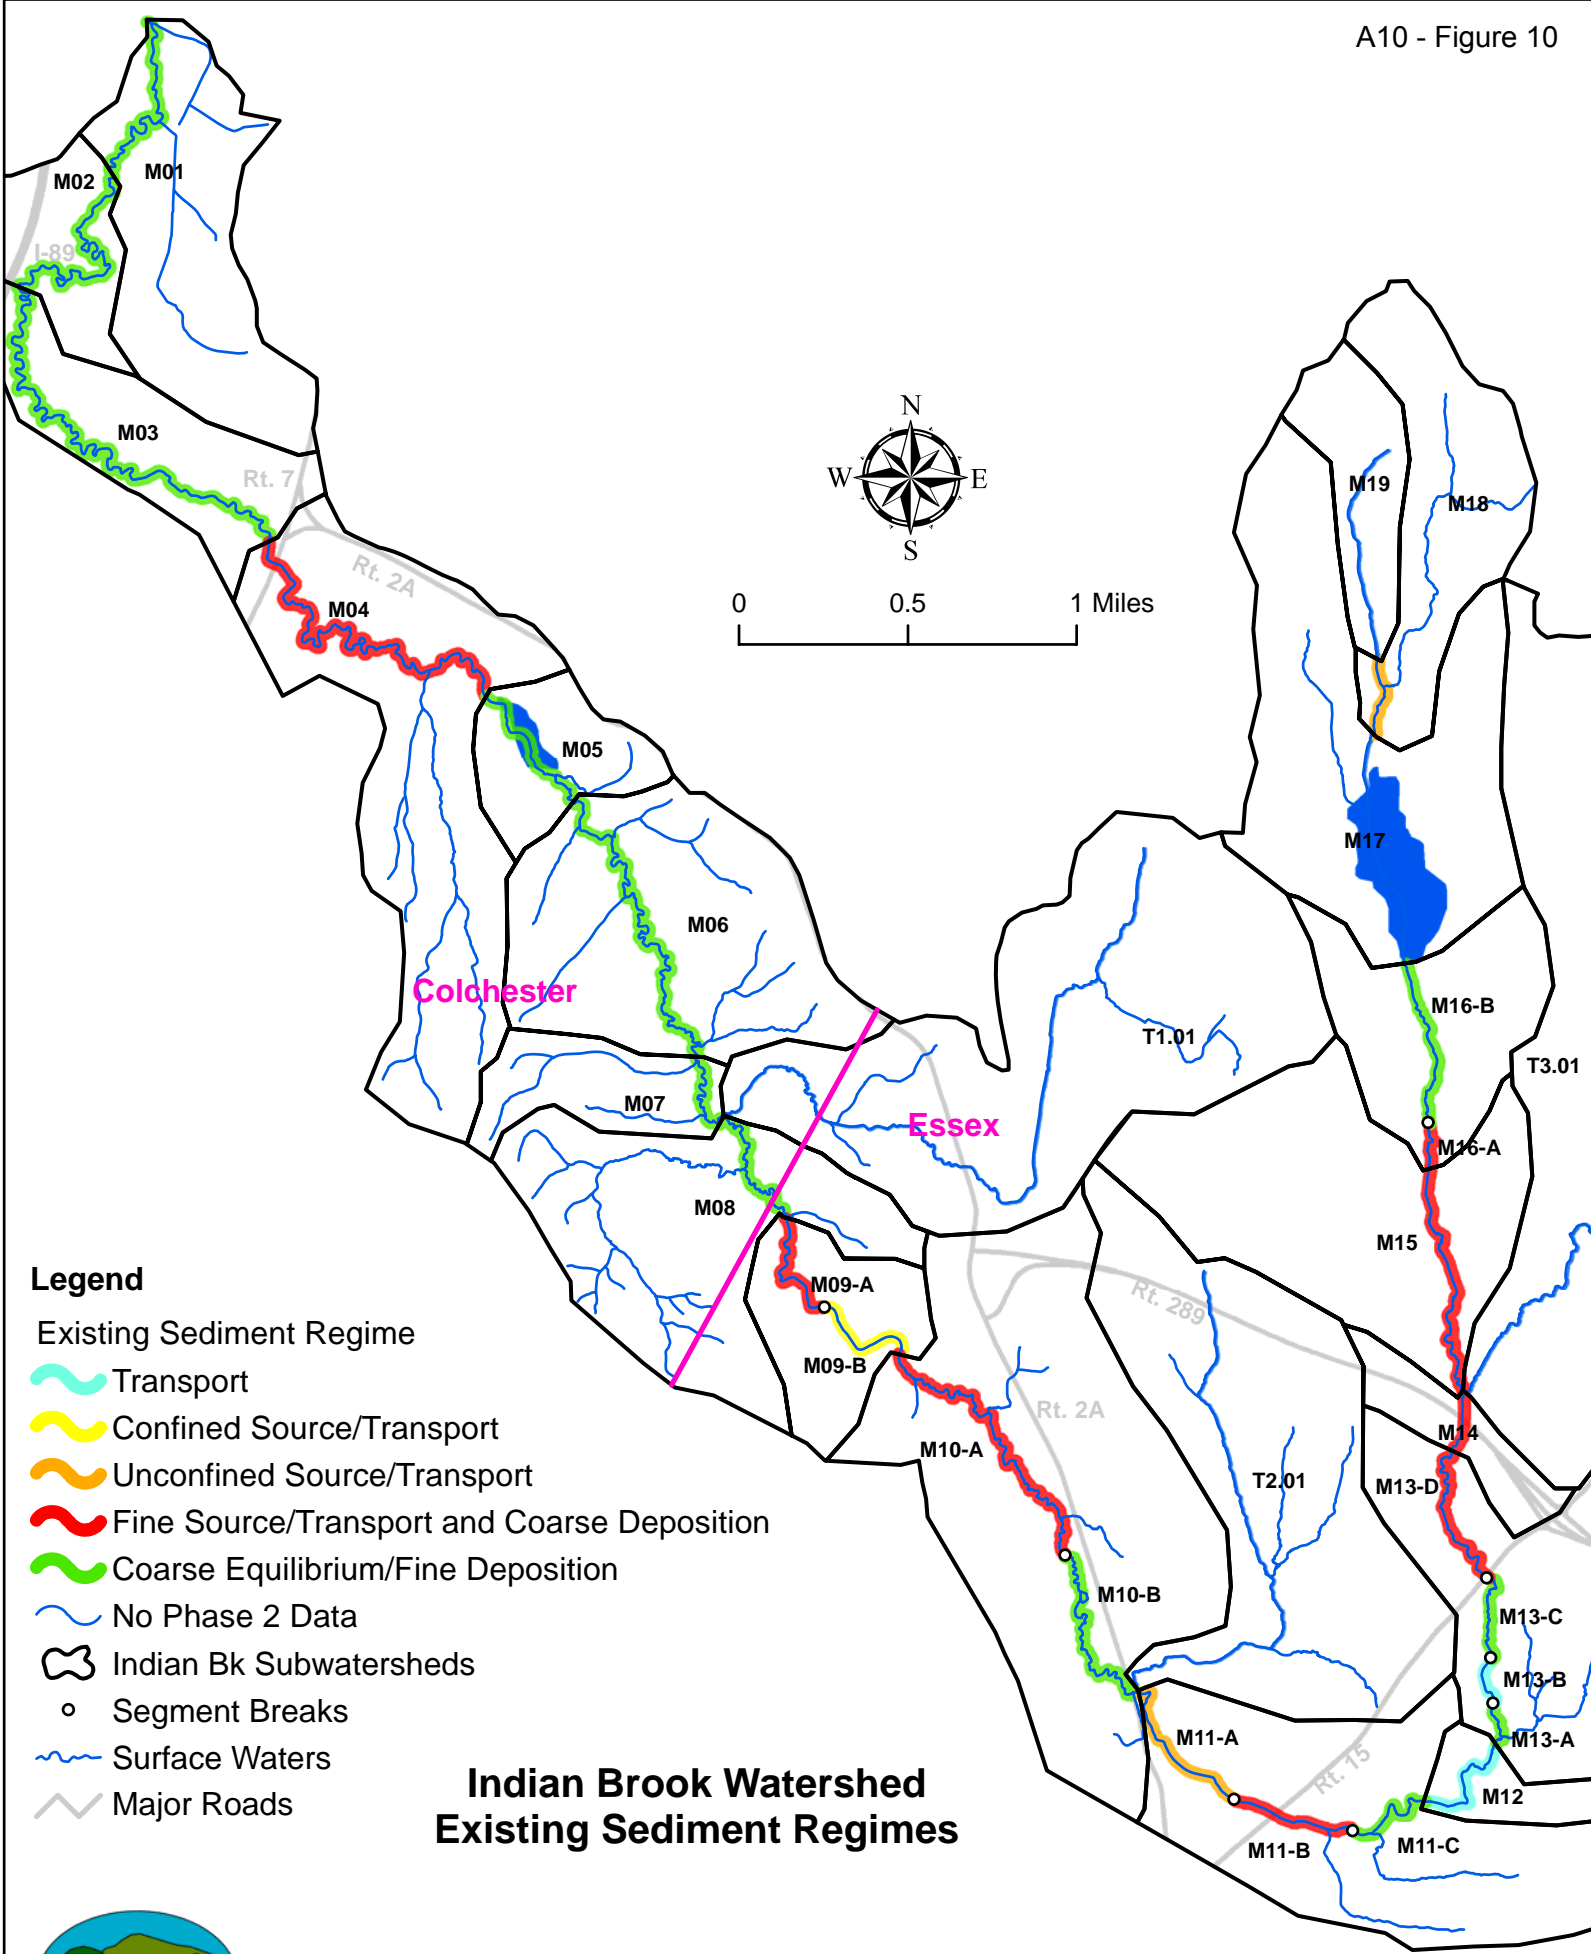 A10 - Figure 10
M02
M01
I-89
M03
Rt. 7
Rt. 2A
M04
M05
N
W
E
S
0 0.5 1 Miles
M19
M18
M17
M06
Colchester
M16-B
T1.01
T3.01
M07
Essex
M16-A
M08
M15
M09-A
M09-B
Rt. 289
Rt. 2A
M10-A
M14
M13-D
T2.01
M10-B
M13-C
M13-B
M11-A
M13-A
Rt. 15
M12
M11-B
M11-C
Legend
Existing Sediment Regime
Transport
Confined Source/Transport
Unconfined Source/Transport
Fine Source/Transport and Coarse Deposition
Coarse Equilibrium/Fine Deposition
No Phase 2 Data
Indian Bk Subwatersheds
Segment Breaks
Surface Waters
Major Roads
Indian Brook Watershed
Existing Sediment Regimes